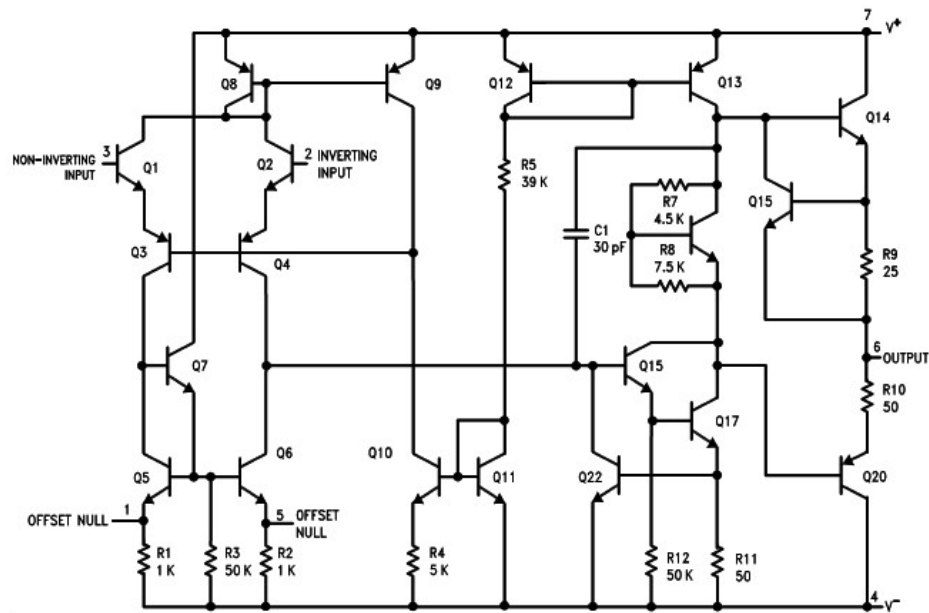 7
V+
Q8
Q9
Q12
Q13
Q14
3
NON-INVERTING
INPUT
Q1
Q2
2 INVERTING
INPUT
R5
39 K
R7
4.5 K
Q15
Q3
Q4
C1
30 pF
R8
7.5 K
R9
25
Q7
Q15
6
OUTPUT
R10
50
Q17
Q5
Q6
Q10
Q11
Q22
Q20
1
OFFSET NULL
5 OFFSET
NULL
R1
1 K
R3
50 K
R2
1 K
R4
5 K
R12
50 K
R11
50
4
V-